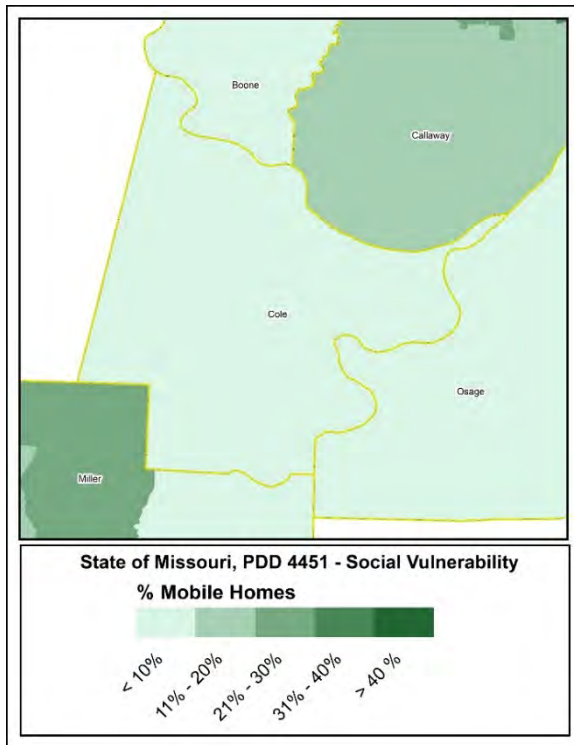 Boone
Callaway
Cole
Osage
Miller
State of Missouri, PDD 4451 - Social Vulnerability
% Mobile Homes
< 10%
11% - 20%
21% - 30%
31% - 40%
> 40 %